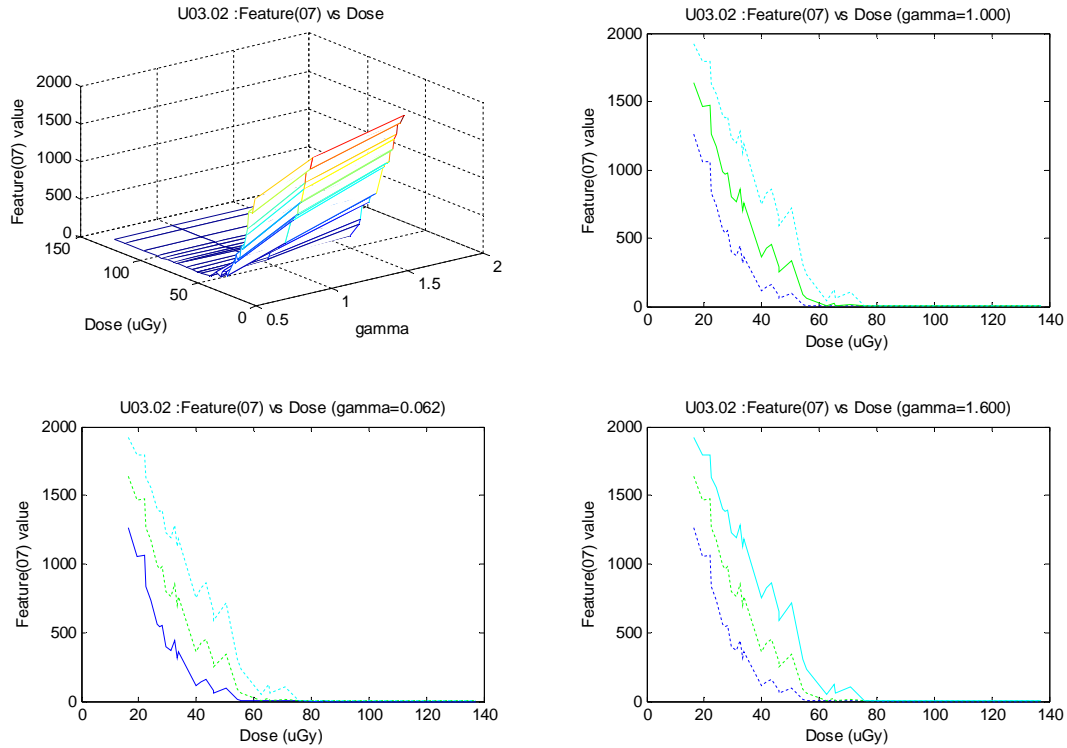 U03.02 :Feature(07) vs Dose
2000
1500
1000
500
0
Feature(07) value
150
100
50
0
Dose (uGy)
0.5
1
1.5
2
gamma
U03.02 :Feature(07) vs Dose (gamma=1.000)
2000
1500
1000
500
0
Feature(07) value
0 20 40 60 80 100 120 140
Dose (uGy)
U03.02 :Feature(07) vs Dose (gamma=0.062)
2000
1500
1000
500
0
Feature(07) value
0 20 40 60 80 100 120 140
Dose (uGy)
U03.02 :Feature(07) vs Dose (gamma=1.600)
2000
1500
1000
500
0
Feature(07) value
0 20 40 60 80 100 120 140
Dose (uGy)